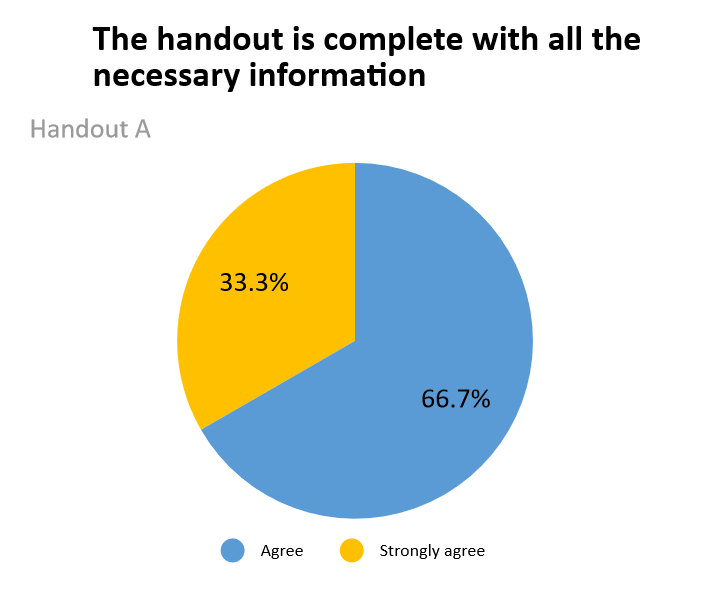 The handout is complete with all the
necessary information
Handout A
33.3%
66.7%
Agree
Strongly agree